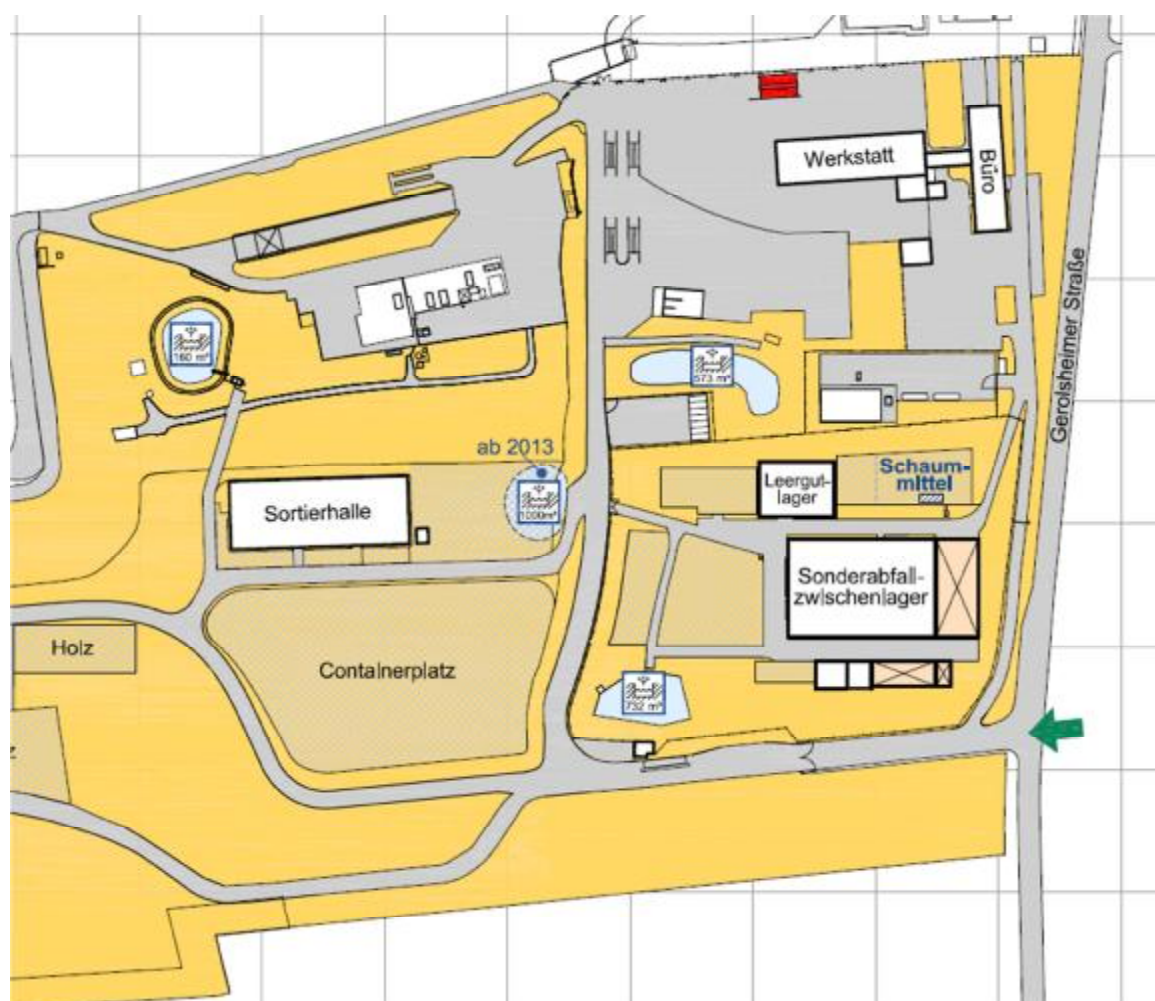 Werkstatt
Büro
Gerolsheimer Straße
160 m³
573 m³
ab 2013
1000m³
Sortierhalle
Leergut-
lager
Schaum-
mittel
Sonderabfall-
zwischenlager
Holz
Containerplatz
732 m³
z